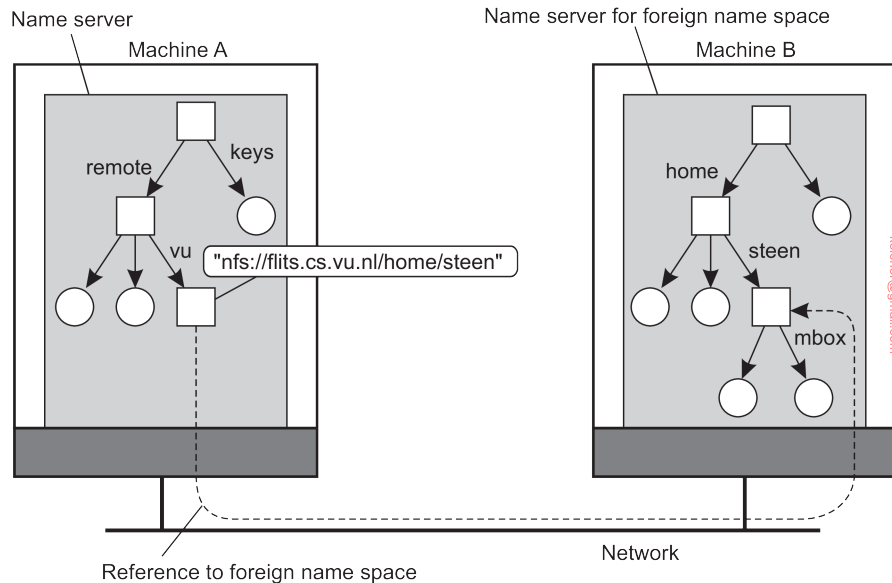 Name server
Name server for foreign name space
Machine A
Machine B
keys
remote
home
vu
steen
"nfs://flits.cs.vu.nl/home/steen"
mbox
Network
Reference to foreign name space